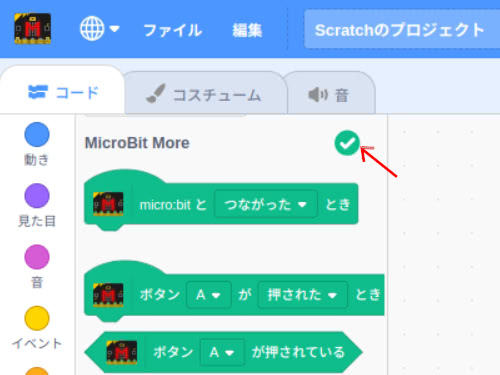 ファイル 編集 Scratchのプロジェクト
コード コスチューム 音
動き
見た目
音
イベント
MicroBit More
micro:bit と つながった とき
ボタン A が 押された とき
ボタン A が押されている